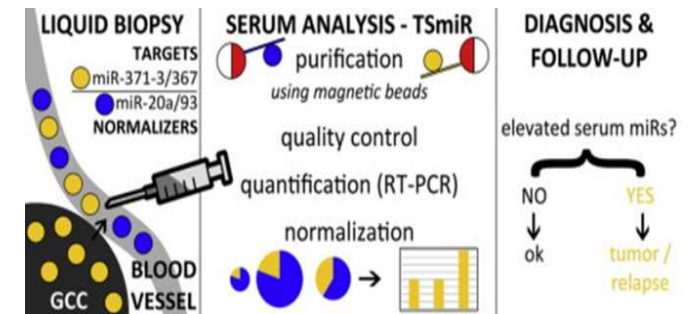 LIQUID BIOPSY
TARGETS
miR-371-3/367
miR-20a/93
NORMALIZERS
GCC
BLOOD
VESSEL
SERUM ANALYSIS - TSmiR
purification
using magnetic beads
quality control
quantification (RT-PCR)
normalization
DIAGNOSIS &
FOLLOW-UP
elevated serum miRs?
NO
YES
ok
tumor /
relapse